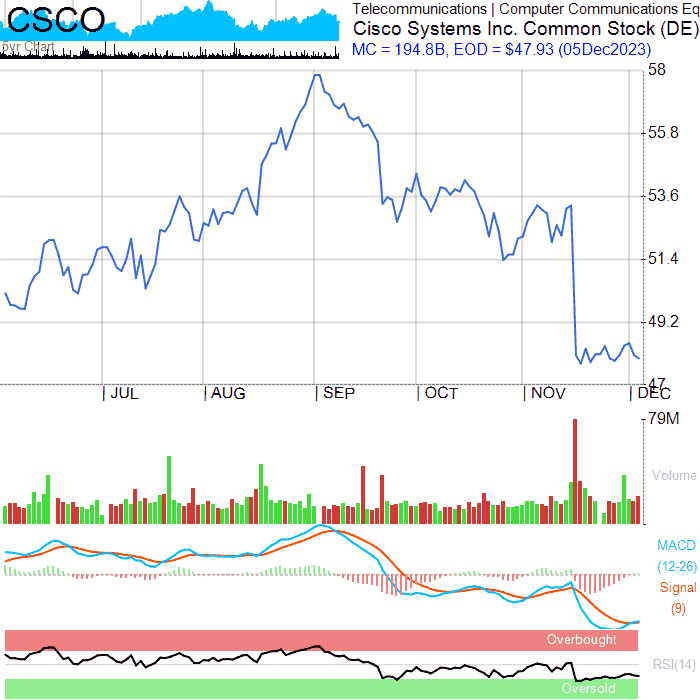 CSCO
5yr Chart
Telecommunications | Computer Communications Eq
Cisco Systems Inc. Common Stock (DE)
MC = 194.8B, EOD = $47.93 (05Dec2023)
58
55.8
53.6
51.4
49.2
47
JUL AUG SEP OCT NOV DEC
79M
Volume
MACD
(12-26)
Signal
(9)
Overbought
RSI(14)
Oversold